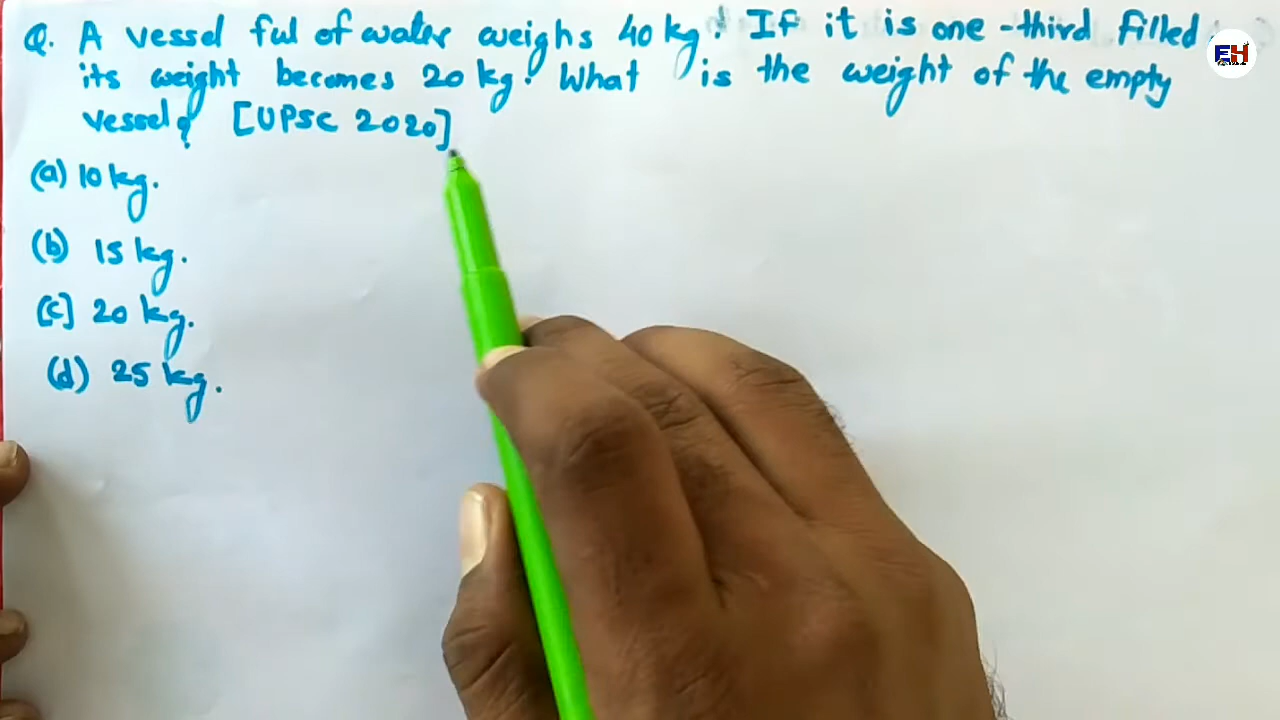 Q. A vessel ful of water weighs 40 kg. If it is one-third filled
its weight becomes 20 kg. What is the weight of the empty
vessel? [UPSC 2020]
(a) 10 kg.
(b) 15 kg.
[c] 20 kg.
(d) 25 kg.
EH